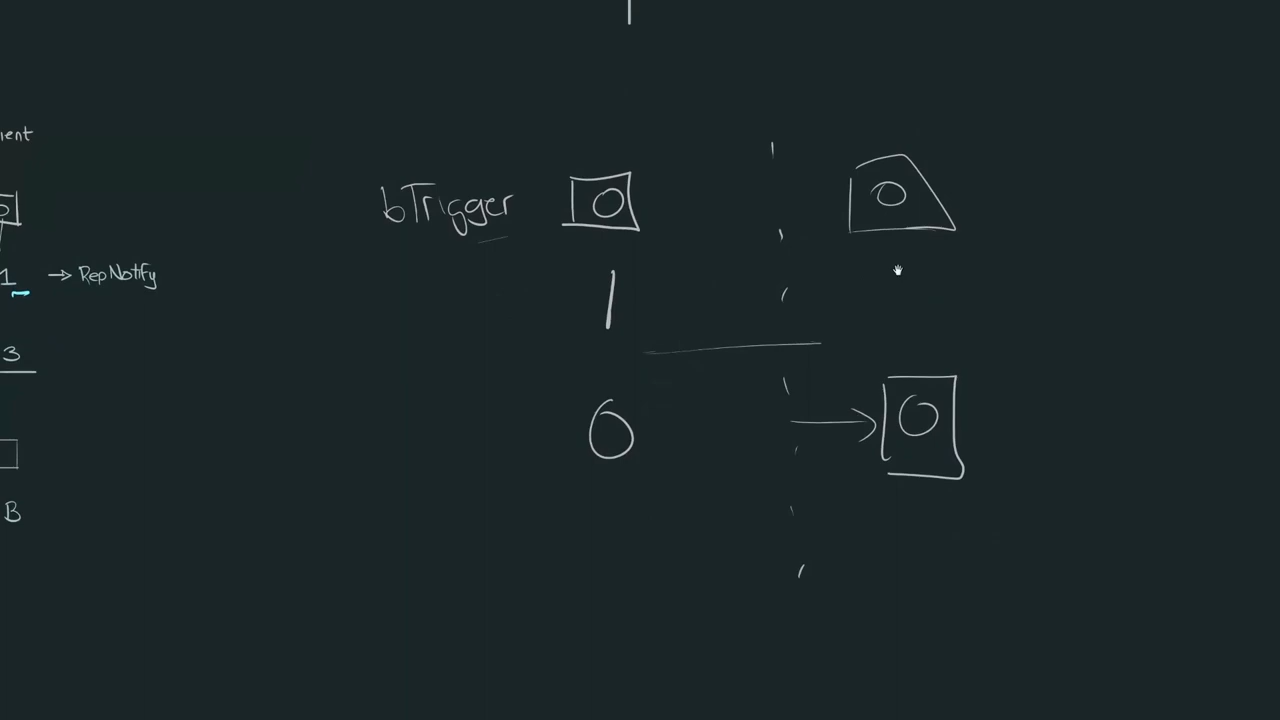 ient
bTrigger 0 0
1 → RepNotify
1
3
0 → 0
B